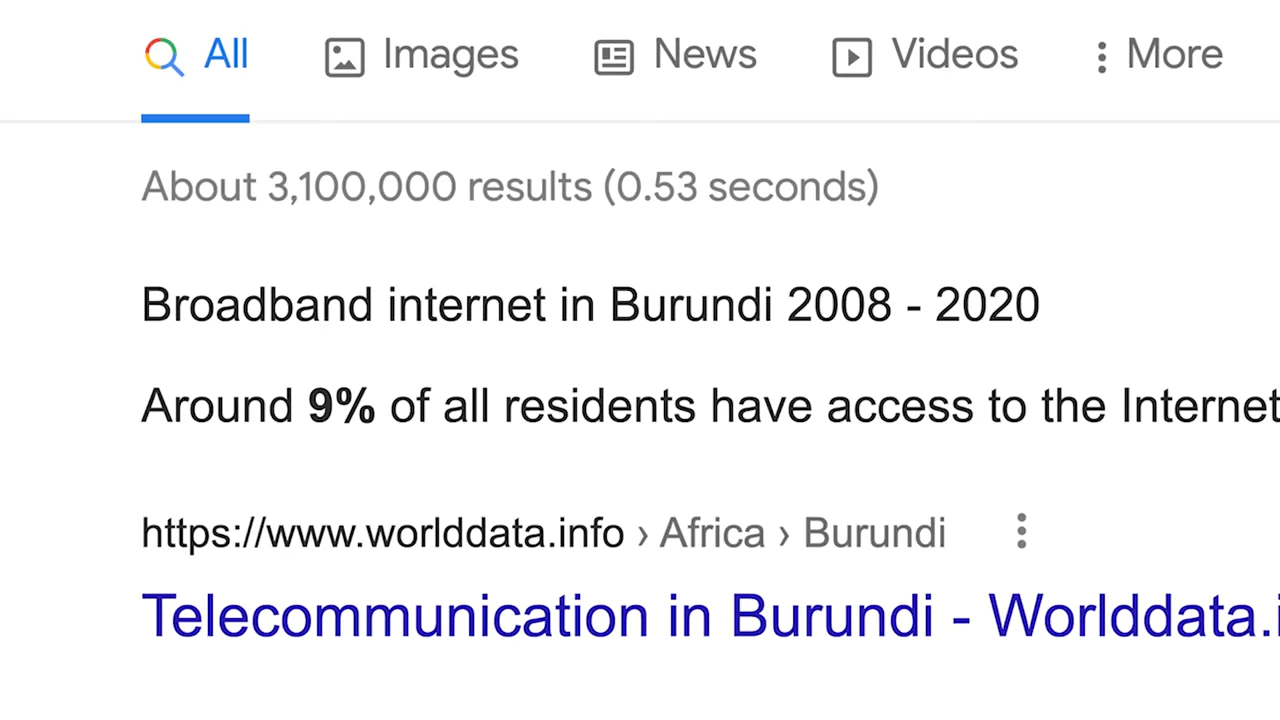 All Images News Videos More
About 3,100,000 results (0.53 seconds)
Broadband internet in Burundi 2008 - 2020
Around 9% of all residents have access to the Internet
https://www.worlddata.info › Africa › Burundi
Telecommunication in Burundi - Worlddata.i